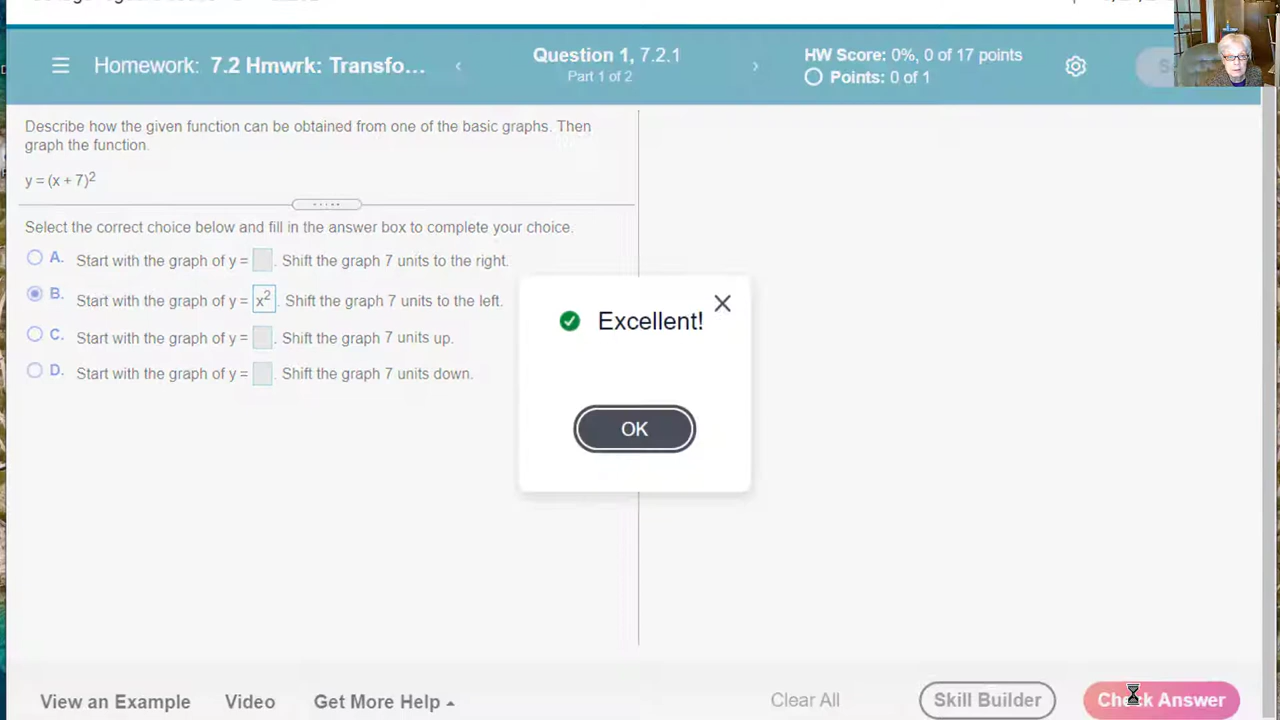 Homework: 7.2 Hmwrk: Transfo...
Question 1, 7.2.1
Part 1 of 2
HW Score: 0%, 0 of 17 points
Points: 0 of 1
Describe how the given function can be obtained from one of the basic graphs. Then
graph the function.
y = (x + 7)²
Select the correct choice below and fill in the answer box to complete your choice.
A. Start with the graph of y = . Shift the graph 7 units to the right.
B. Start with the graph of y = x² . Shift the graph 7 units to the left.
C. Start with the graph of y = . Shift the graph 7 units up.
D. Start with the graph of y = . Shift the graph 7 units down.
Excellent!
OK
View an Example
Video
Get More Help
Clear All
Skill Builder
Check Answer